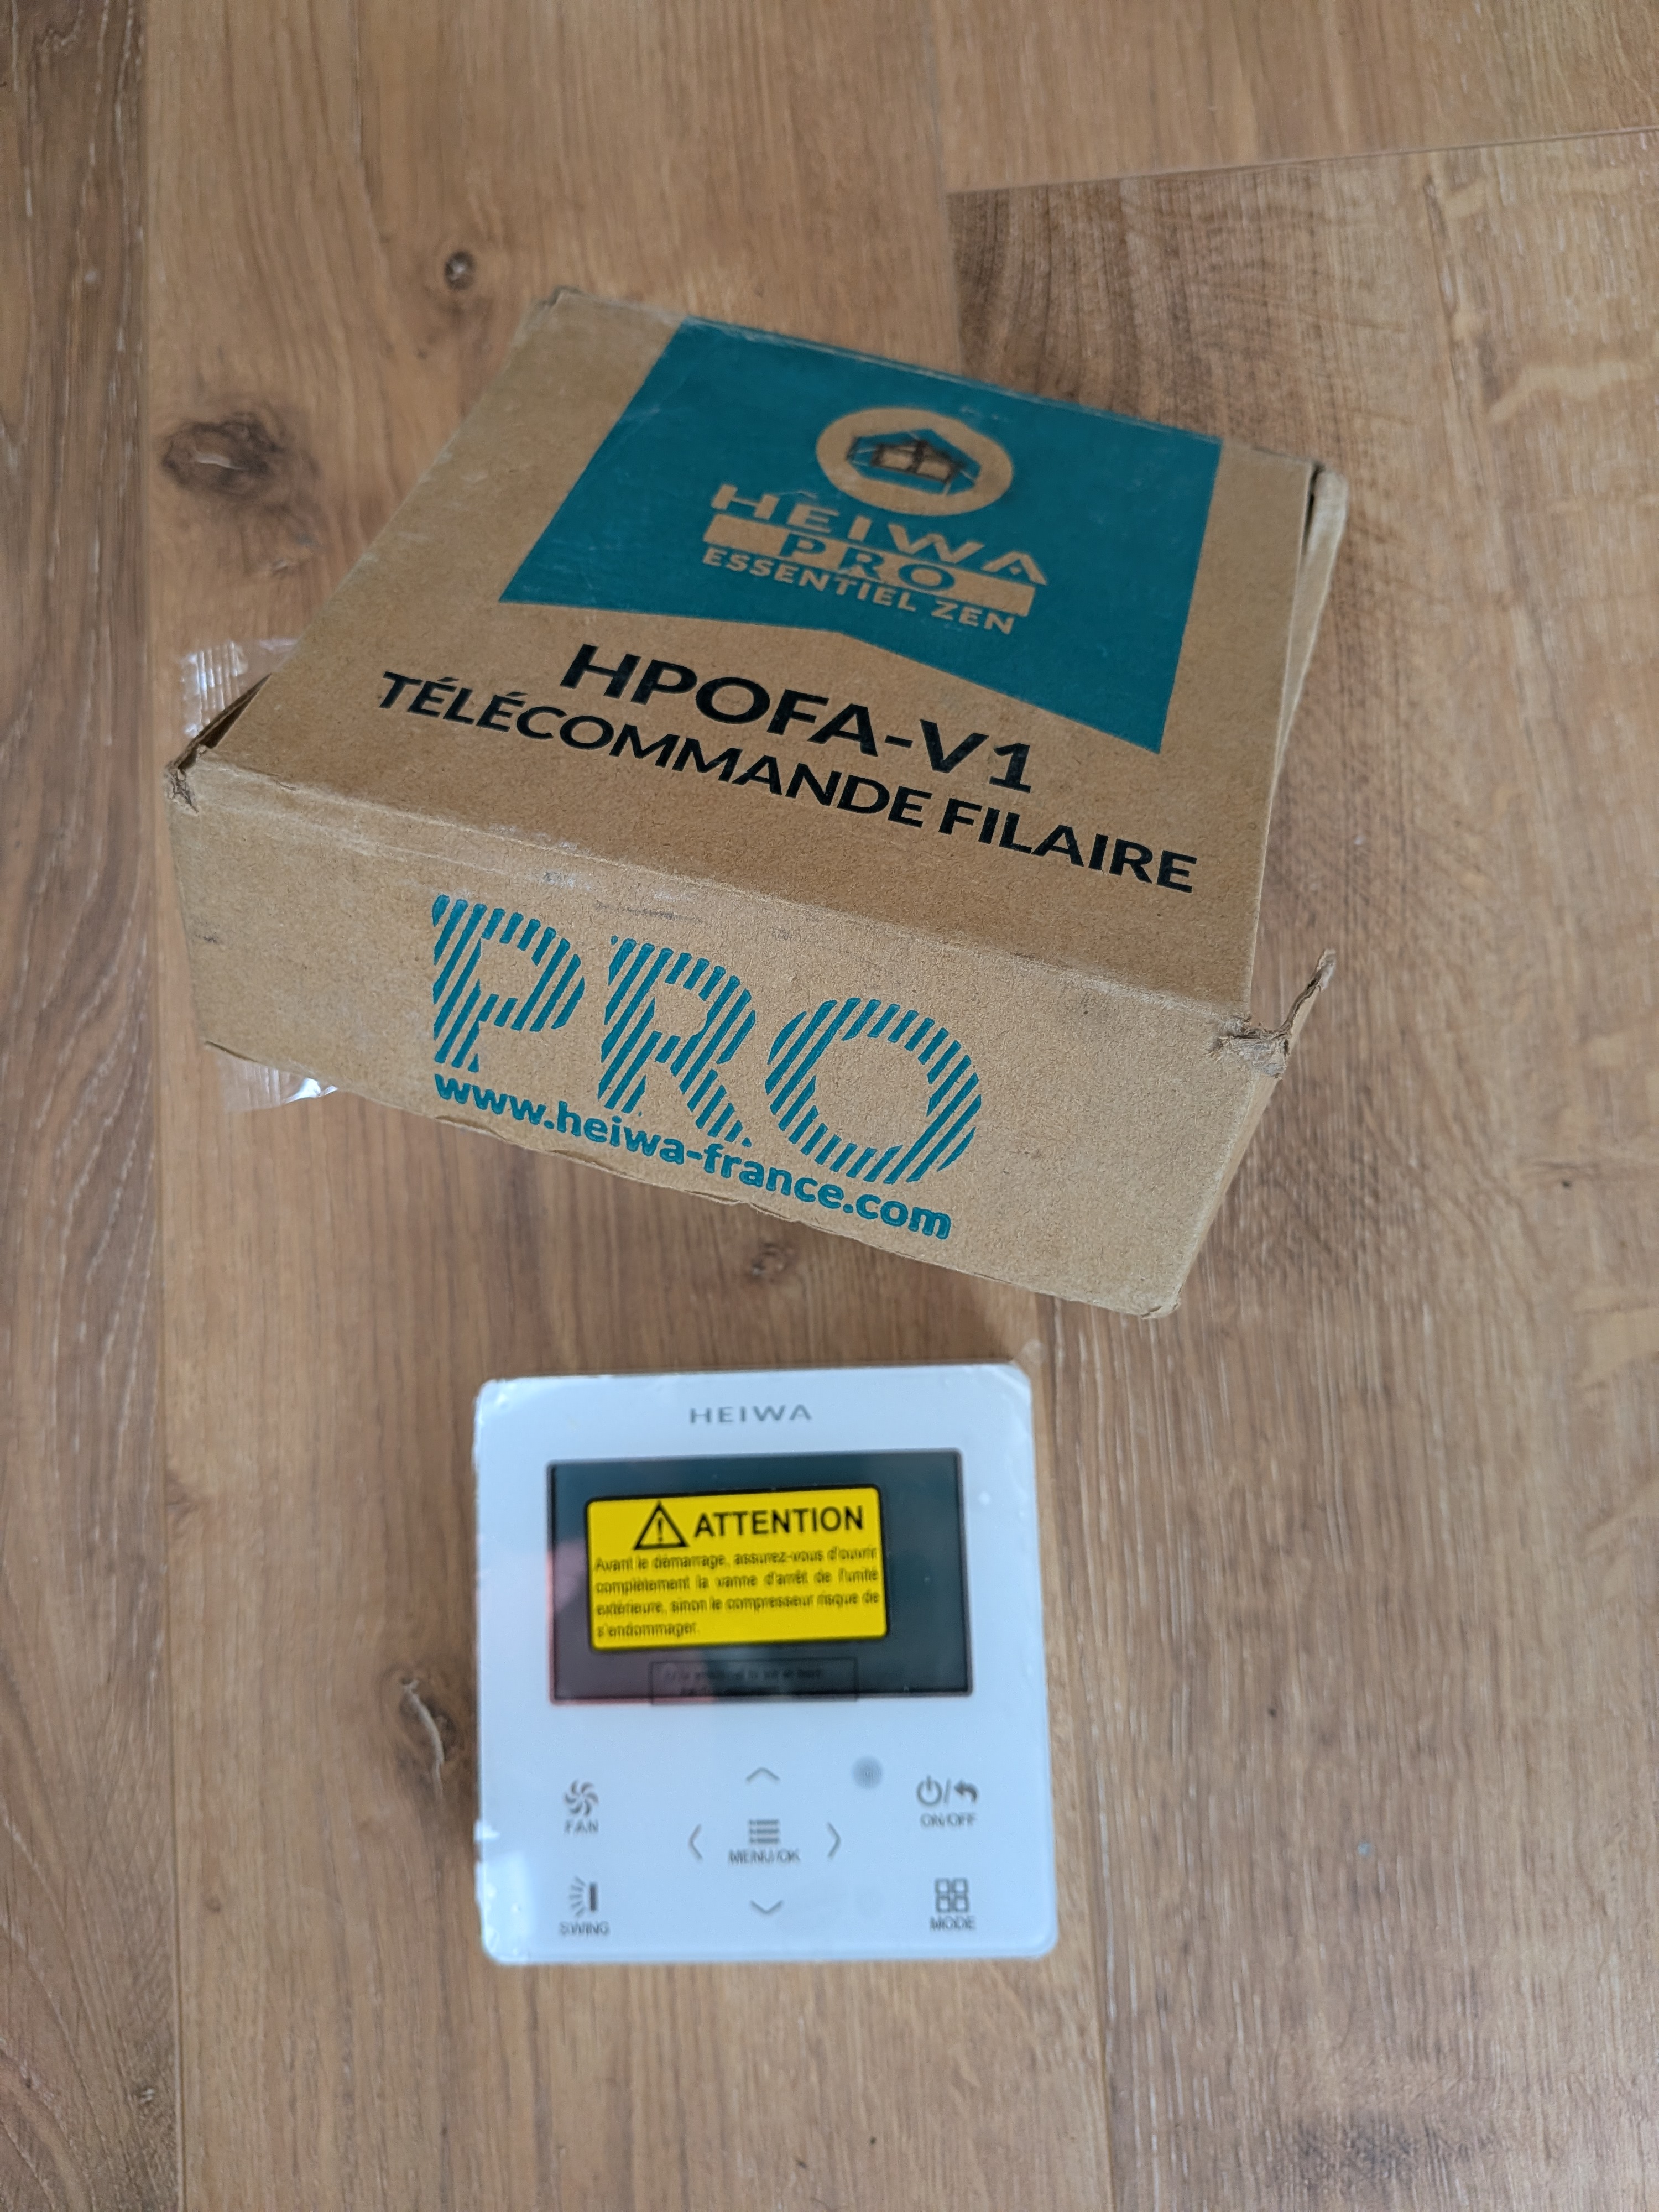 HEIWA
PRO
ESSENTIEL ZEN
HPOFA-V1
TÉLÉCOMMANDE FILAIRE
PRO
www.heiwa-france.com
HEIWA
ATTENTION
Avant le démarrage, assurez-vous d'ouvrir
complètement la vanne d'arrêt de l'unité
extérieure, sinon le compresseur risque de
s'endommager.
FAN
MENU/OK
ON/OFF
SWING
MODE